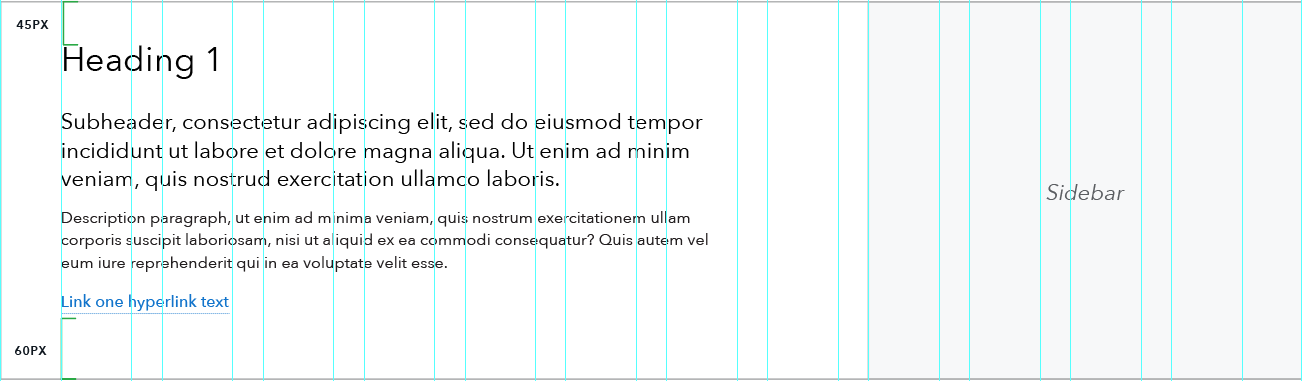 45PX
Heading 1
Subheader, consectetur adipiscing elit, sed do eiusmod tempor
incididunt ut labore et dolore magna aliqua. Ut enim ad minim
veniam, quis nostrud exercitation ullamco laboris.
Description paragraph, ut enim ad minima veniam, quis nostrum exercitationem ullam
corporis suscipit laboriosam, nisi ut aliquid ex ea commodi consequatur? Quis autem vel
eum iure reprehenderit qui in ea voluptate velit esse.
Link one hyperlink text
60PX
Sidebar